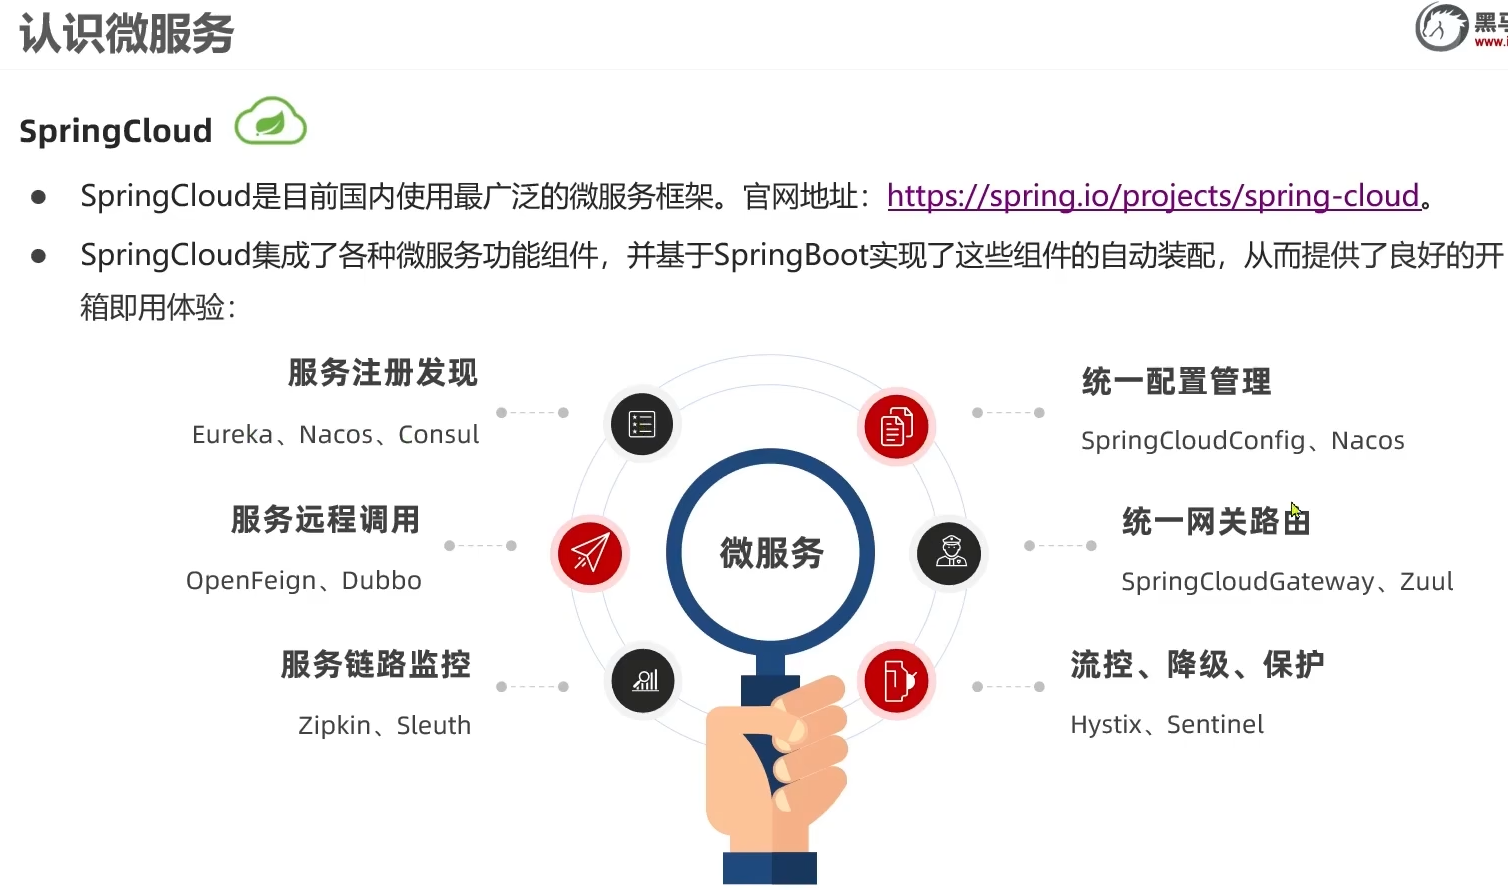 认识微服务
黑马
www.i
SpringCloud
SpringCloud是目前国内使用最广泛的微服务框架。官网地址：https://spring.io/projects/spring-cloud。
SpringCloud集成了各种微服务功能组件，并基于SpringBoot实现了这些组件的自动装配，从而提供了良好的开
箱即用体验：
服务注册发现
Eureka、Nacos、Consul
统一配置管理
SpringCloudConfig、Nacos
服务远程调用
OpenFeign、Dubbo
微服务
统一网关路由
SpringCloudGateway、Zuul
服务链路监控
Zipkin、Sleuth
流控、降级、保护
Hystix、Sentinel